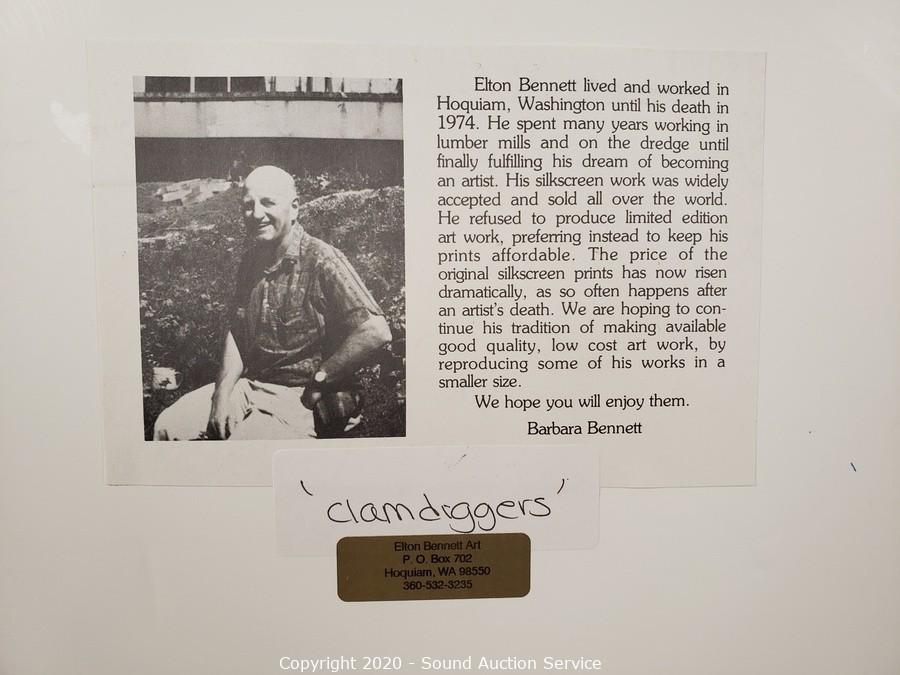 Elton Bennett lived and worked in
Hoquiam, Washington until his death in
1974. He spent many years working in
lumber mills and on the dredge until
finally fulfilling his dream of becoming
an artist. His silkscreen work was widely
accepted and sold all over the world.
He refused to produce limited edition
art work, preferring instead to keep his
prints affordable. The price of the
original silkscreen prints has now risen
dramatically, as so often happens after
an artist's death. We are hoping to con-
tinue his tradition of making available
good quality, low cost art work, by
reproducing some of his works in a
smaller size.
We hope you will enjoy them.
Barbara Bennett
'clamdiggers'
Elton Bennett Art
P. O. Box 702
Hoquiam, WA 98550
360-532-3235
Copyright 2020 - Sound Auction Service